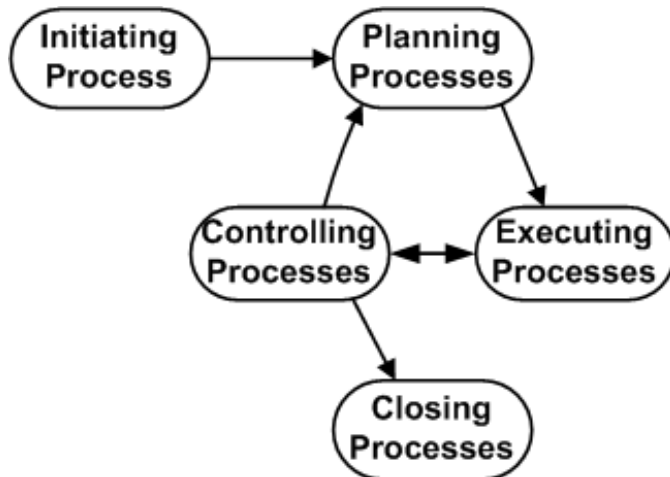 Initiating
Process
Planning
Processes
Controlling
Processes
Executing
Processes
Closing
Processes